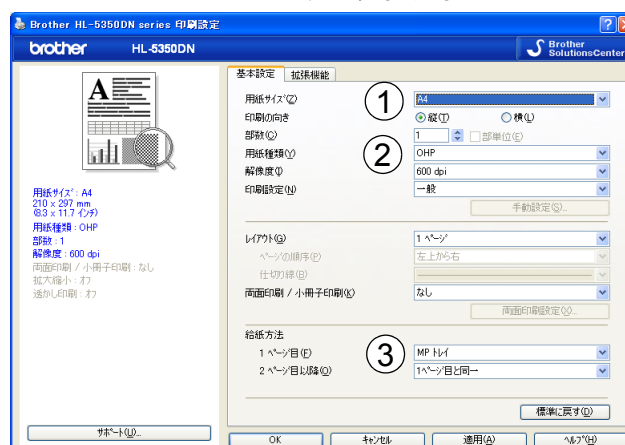 Brother HL-5350DN series 印刷設定
brother HL-5350DN
Brother
SolutionsCenter
基本設定 拡張機能
A
用紙サイズ(Z) ① A4
印刷の向き 縦(T) 横(L)
部数(C) 1 部単位(E)
用紙種類(Y) ② OHP
解像度(I) 600 dpi
印刷設定(N) 一般
手動設定(S)...
用紙サイズ: A4
210 x 297 mm
(8.3 x 11.7 インチ)
用紙種類: OHP
部数: 1
解像度: 600 dpi
両面印刷 / 小冊子印刷: なし
拡大縮小: オフ
透かし印刷: オフ
レイアウト(G) 1 ページ
ページの順序(P) 左上から右
仕切り線(B)
両面印刷 / 小冊子印刷(K) なし
両面印刷設定(X)...
給紙方法
1 ページ目(F) ③ MP トレイ
2 ページ目以降(O) 1ページ目と同一
標準に戻す(D)
サポート(U)...
OK キャンセル 適用(A) ヘルプ(H)